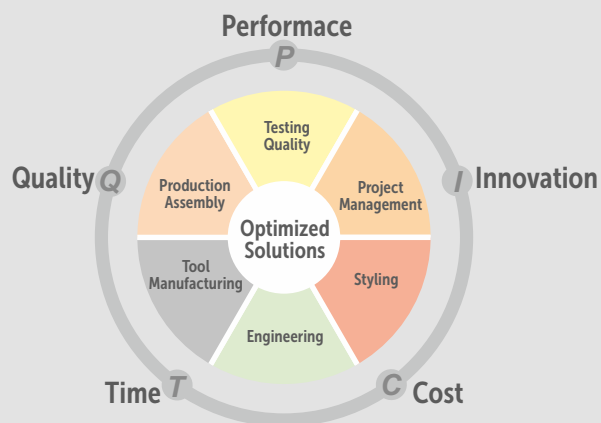 Performace
P
Testing
Quality
Quality
Q
Production
Assembly
Project
Management
I
Innovation
Optimized
Solutions
Tool
Manufacturing
Styling
Engineering
Time
T
C
Cost